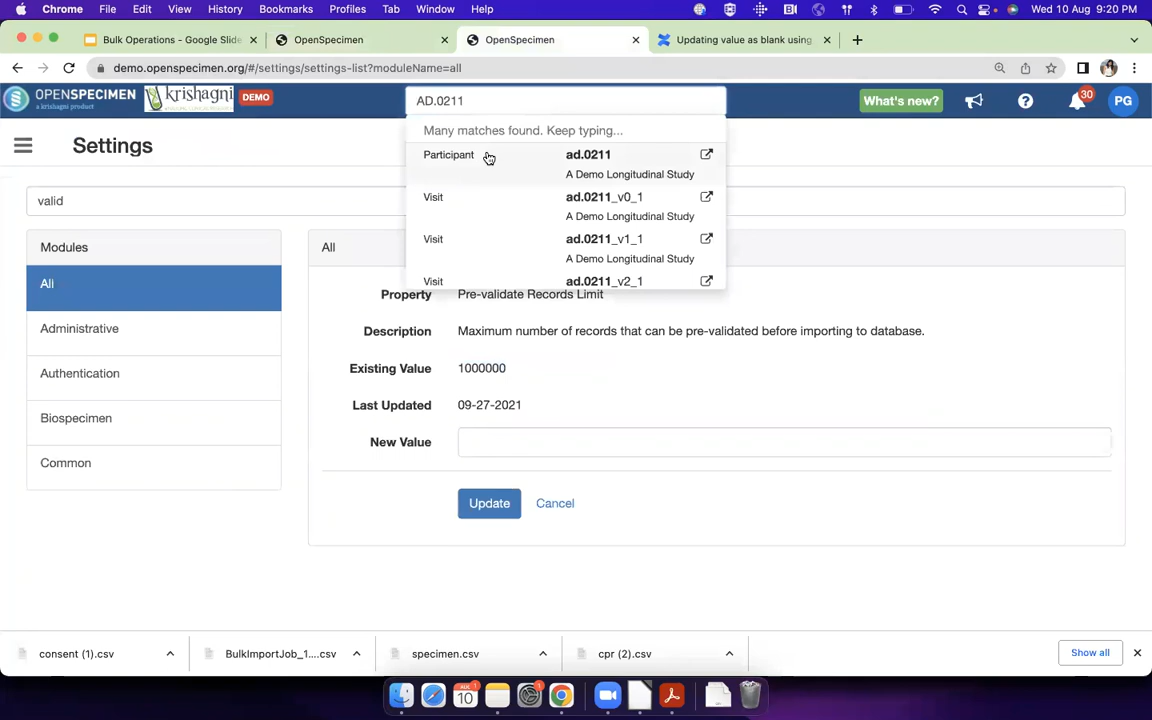 Chrome File Edit View History Bookmarks Profiles Tab Window Help Wed 10 Aug 9:20 PM
Bulk Operations - Google Slide OpenSpecimen OpenSpecimen Updating value as blank using
demo.openspecimen.org/#/settings/settings-list?moduleName=all
OPENSPECIMEN
a krishagni product
krishagni DEMO AD.0211 What's new? 30 PG
Many matches found. Keep typing...
Settings
Participant ad.0211
A Demo Longitudinal Study
valid
Visit ad.0211_v0_1
A Demo Longitudinal Study
Visit ad.0211_v1_1
A Demo Longitudinal Study
Visit ad.0211_v2_1
Modules
All
Administrative
Authentication
Biospecimen
Common
All
Property Pre-validate Records Limit
Description Maximum number of records that can be pre-validated before importing to database.
Existing Value 1000000
Last Updated 09-27-2021
New Value
Update Cancel
consent (1).csv BulkImportJob_1....csv specimen.csv cpr (2).csv Show all
AUG
10